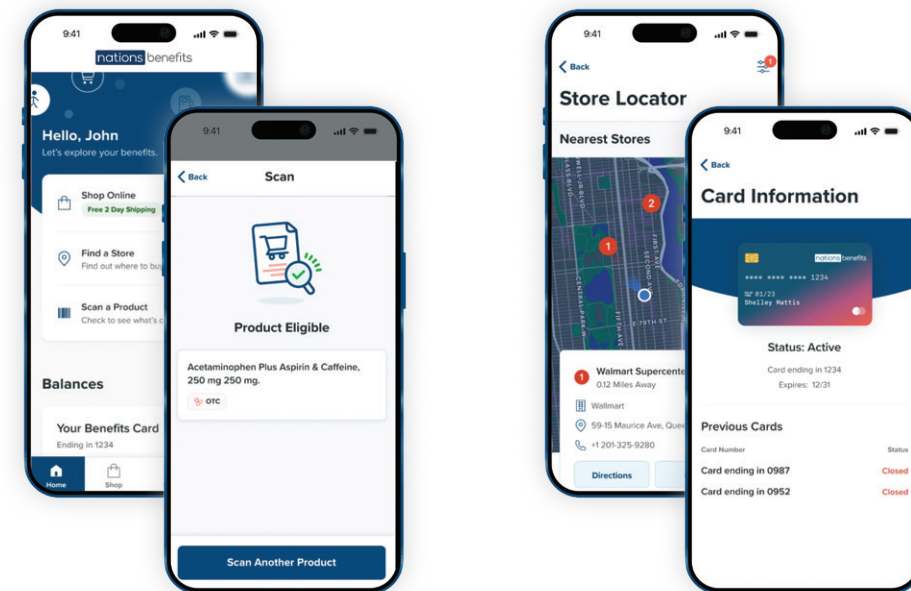 9:41
nations benefits
Hello, John
Let's explore your benefits.
Shop Online
Free 2 Day Shipping
Find a Store
Find out where to buy
Scan a Product
Check to see what's
Balances
Your Benefits Card
Ending in 1234
Home
Shop
9:41
Back
Scan
Product Eligible
Acetaminophen Plus Aspirin & Caffeine,
250 mg 250 mg.
OTC
Scan Another Product
9:41
Back
1
Store Locator
Nearest Stores
2
1
FIRST AVE
SECOND AVE
CENTRAL PARK W
FIFTH AVE
E 79TH ST
1
Walmart Supercente
0.12 Miles Away
Wallmart
59-15 Maurice Ave, Quee
+1 201-325-9280
Directions
9:41
Back
Card Information
nations benefits
**** **** **** 1234
01/23
Shelley Mattis
Status: Active
Card ending in 1234
Expires: 12/31
Previous Cards
Card Number Status
Card ending in 0987 Closed
Card ending in 0952 Closed